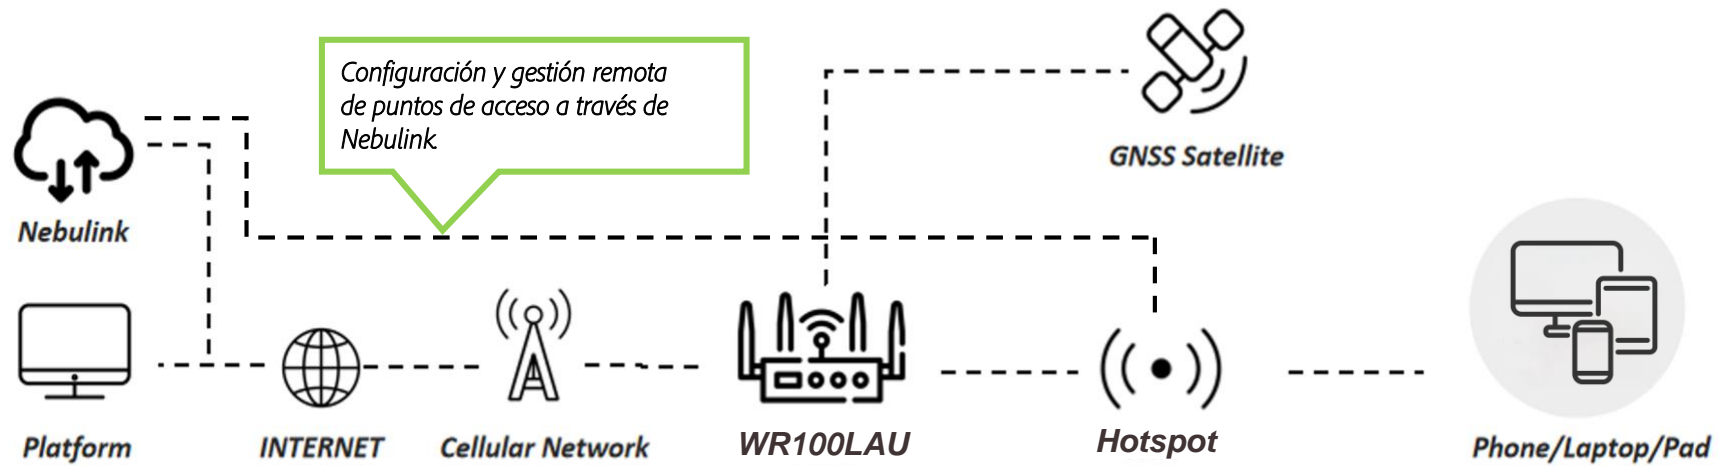 Configuración y gestión remota
de puntos de acceso a través de
Nebulink.
GNSS Satellite
Nebulink
Platform
INTERNET
Cellular Network
WR100LAU
Hotspot
Phone/Laptop/Pad